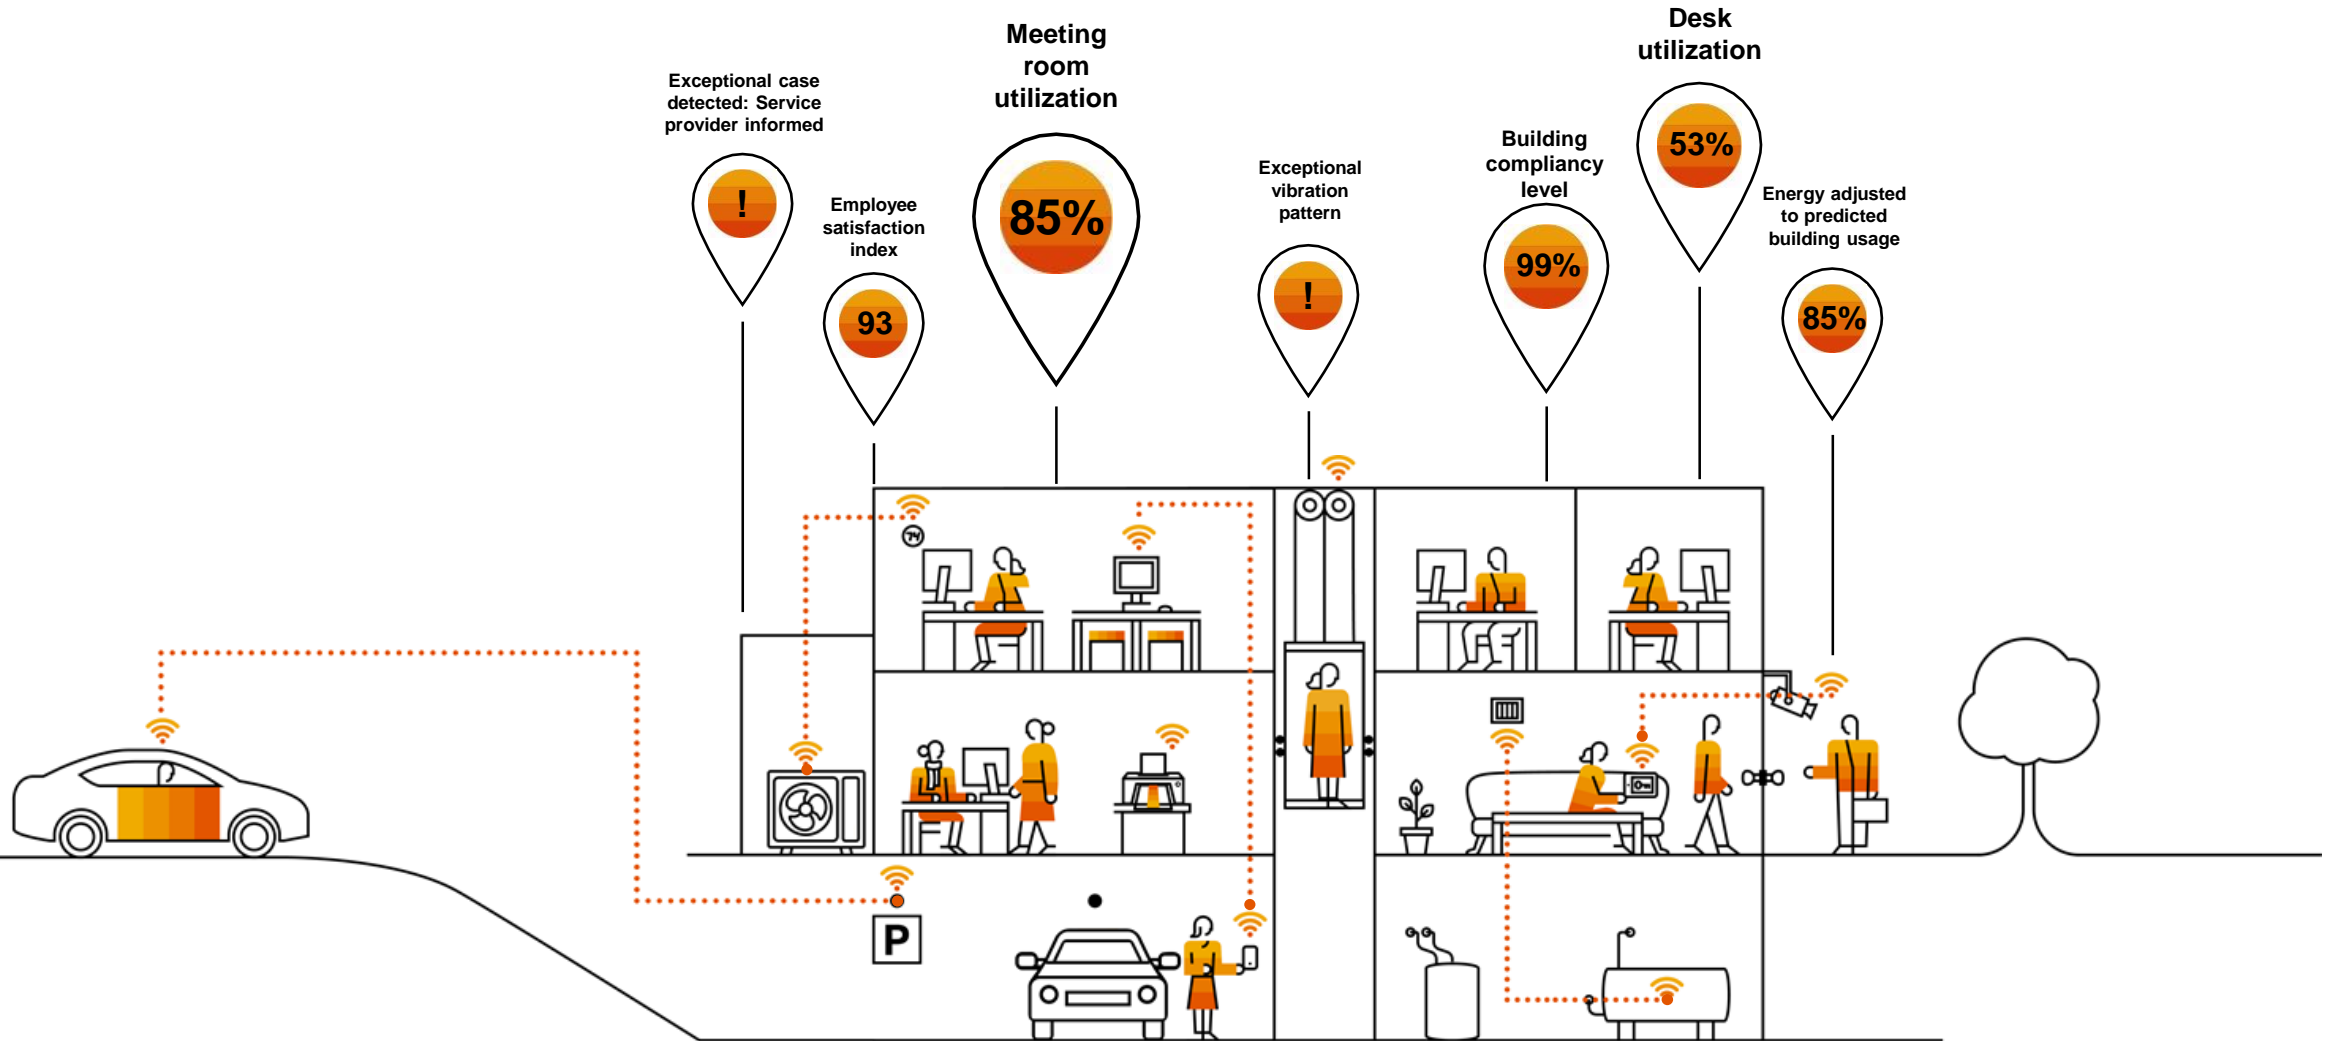 Exceptional case
detected: Service
provider informed
!
Employee
satisfaction
index
93
Meeting
room
utilization
85%
Exceptional
vibration
pattern
!
Building
compliancy
level
99%
Desk
utilization
53%
Energy adjusted
to predicted
building usage
85%
74
P